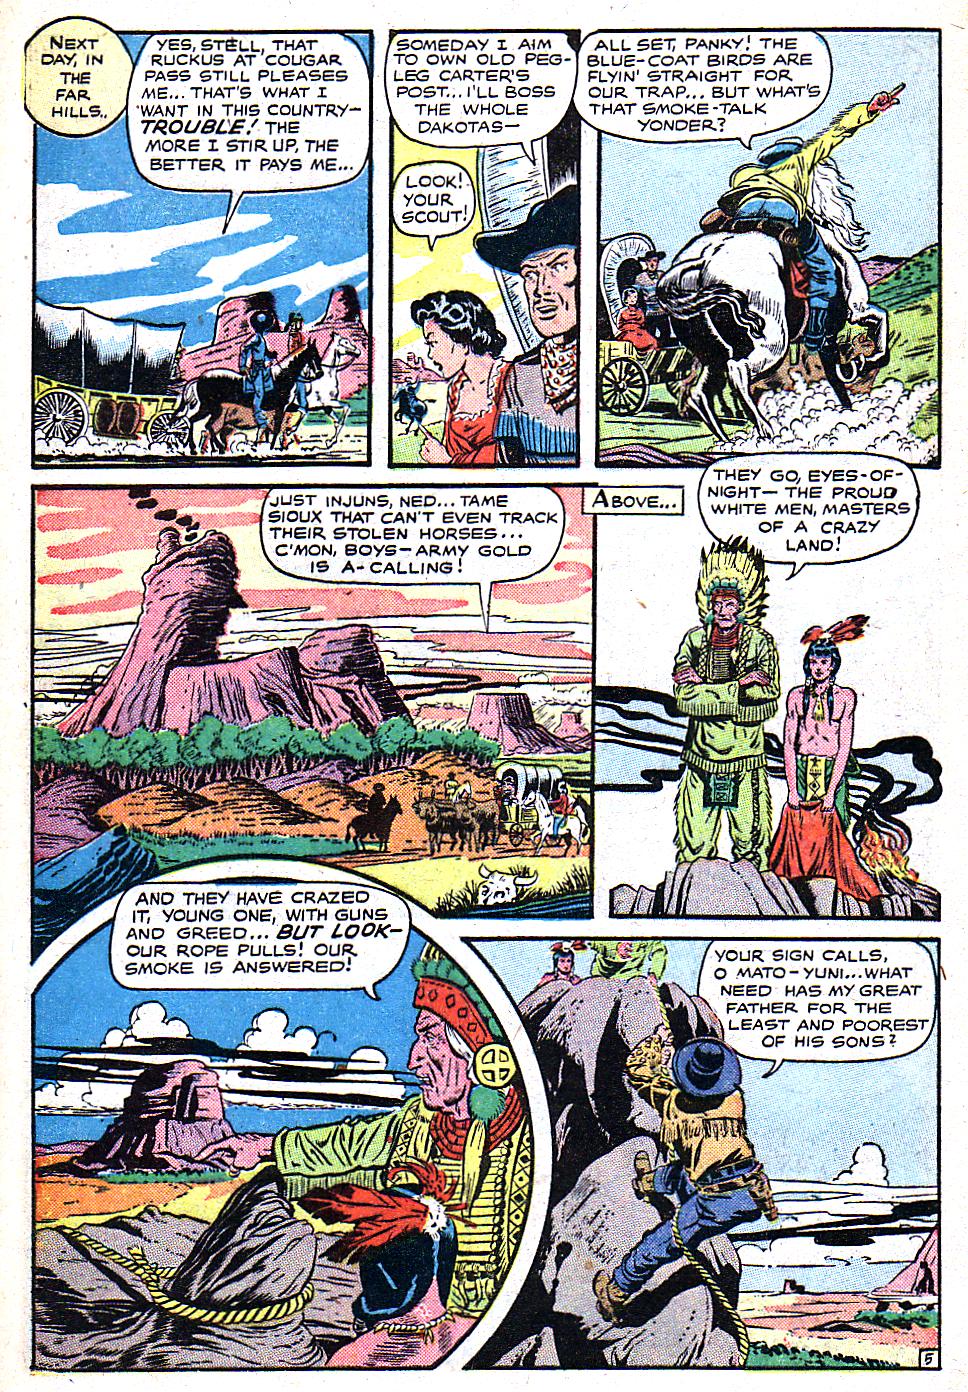 NEXT
DAY, IN
THE
FAR
HILLS..
YES, STELL, THAT
RUCKUS AT COUGAR
PASS STILL PLEASES
ME... THAT'S WHAT I
WANT IN THIS COUNTRY—
TROUBLE! THE
MORE I STIR UP, THE
BETTER IT PAYS ME...
SOMEDAY I AIM
TO OWN OLD PEG-
LEG CARTER'S
POST... I'LL BOSS
THE WHOLE
DAKOTAS—
LOOK!
YOUR
SCOUT!
ALL SET, PANKY! THE
BLUE-COAT BIRDS ARE
FLYIN' STRAIGHT FOR
OUR TRAP... BUT WHAT'S
THAT SMOKE-TALK
YONDER?
JUST INJUNS, NED... TAME
SIOUX THAT CAN'T EVEN TRACK
THEIR STOLEN HORSES...
C'MON, BOYS—ARMY GOLD
IS A-CALLING!
ABOVE...
THEY GO, EYES-OF-
NIGHT— THE PROUD
WHITE MEN, MASTERS
OF A CRAZY
LAND!
AND THEY HAVE CRAZED
IT, YOUNG ONE, WITH GUNS
AND GREED... BUT LOOK—
OUR ROPE PULLS! OUR
SMOKE IS ANSWERED!
YOUR SIGN CALLS,
O MATO-YUNI...WHAT
NEED HAS MY GREAT
FATHER FOR THE
LEAST AND POOREST
OF HIS SONS?
5